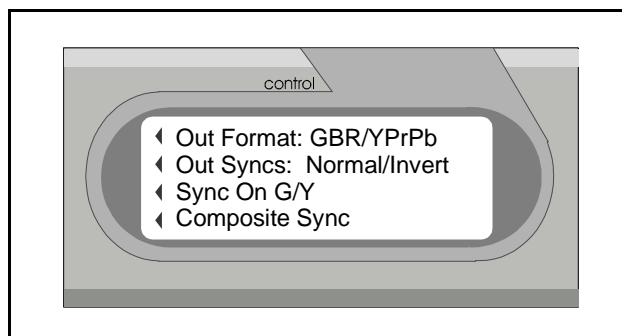 control
Out Format: GBR/YPrPb
Out Syncs: Normal/Invert
Sync On G/Y
Composite Sync